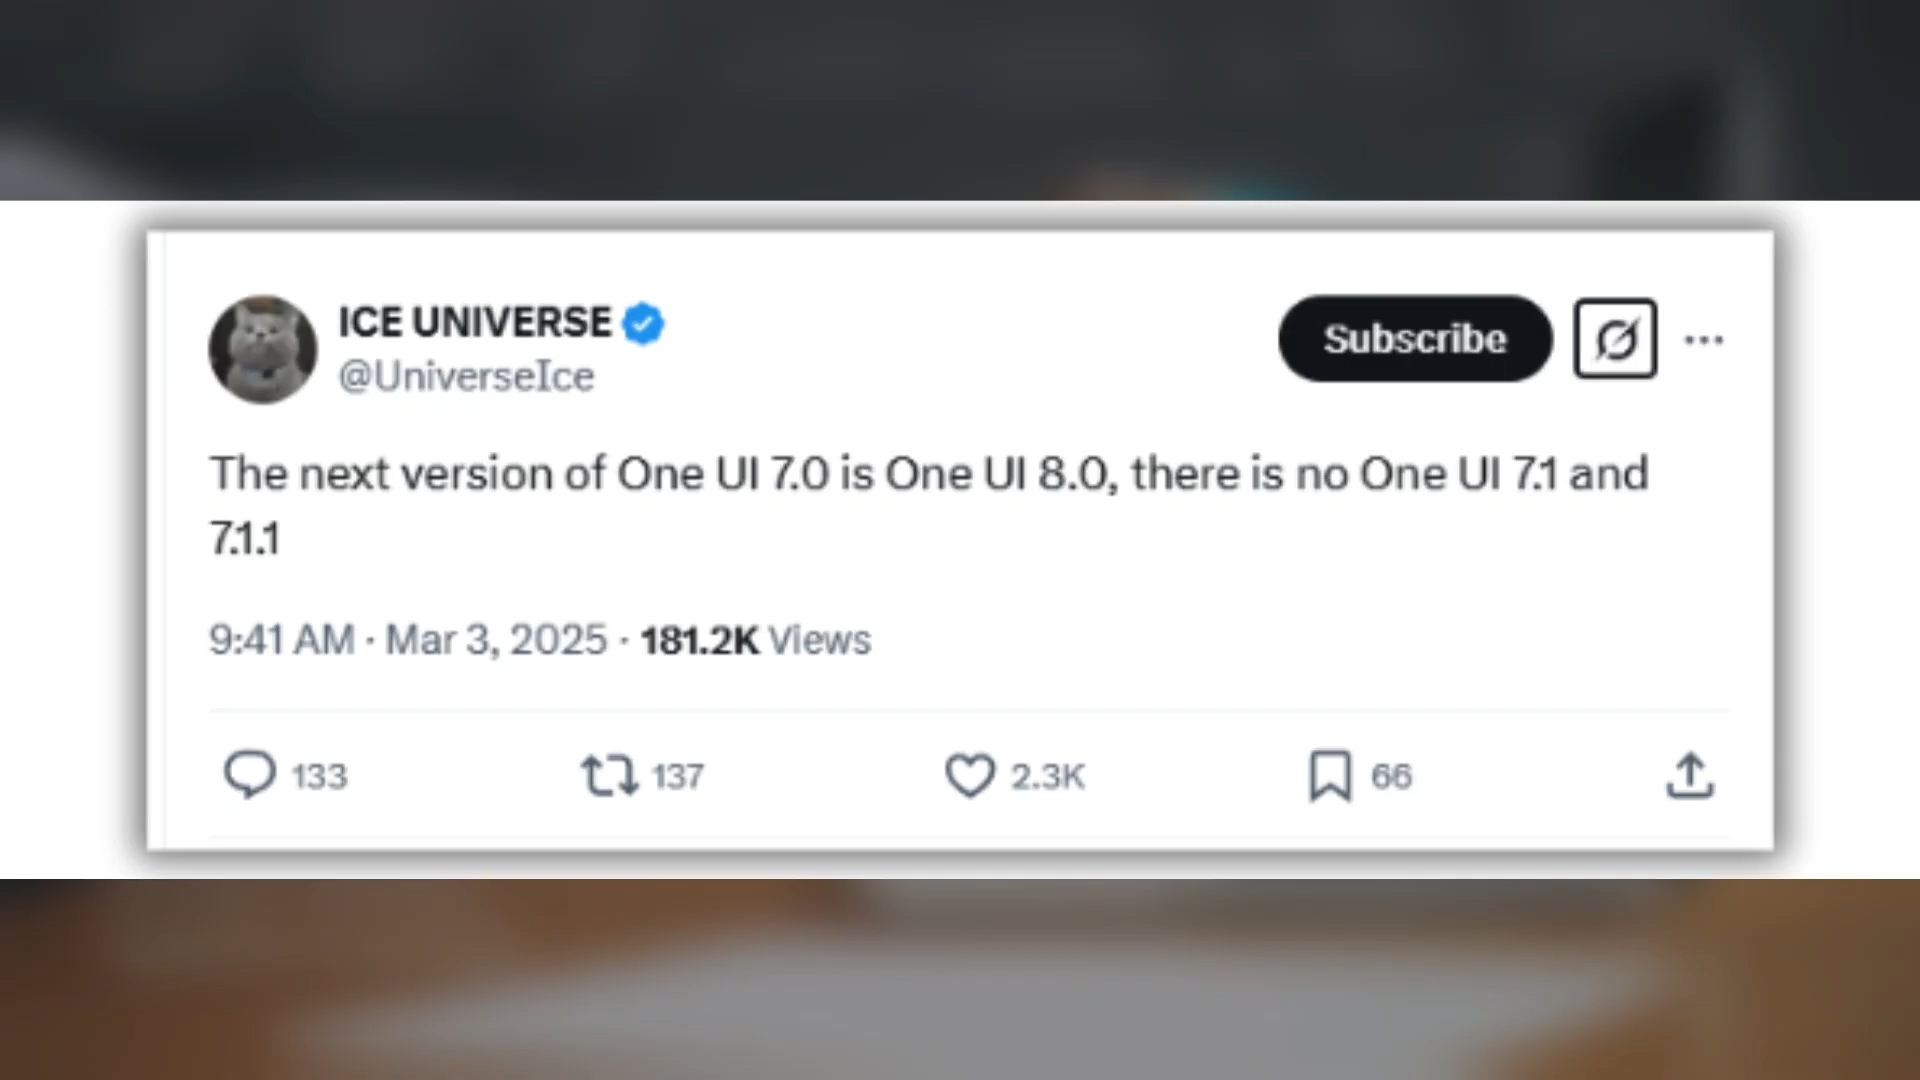 ICE UNIVERSE
@UniverseIce
Subscribe
The next version of One UI 7.0 is One UI 8.0, there is no One UI 7.1 and
7.1.1
9:41 AM · Mar 3, 2025 · 181.2K Views
133
137
2.3K
66